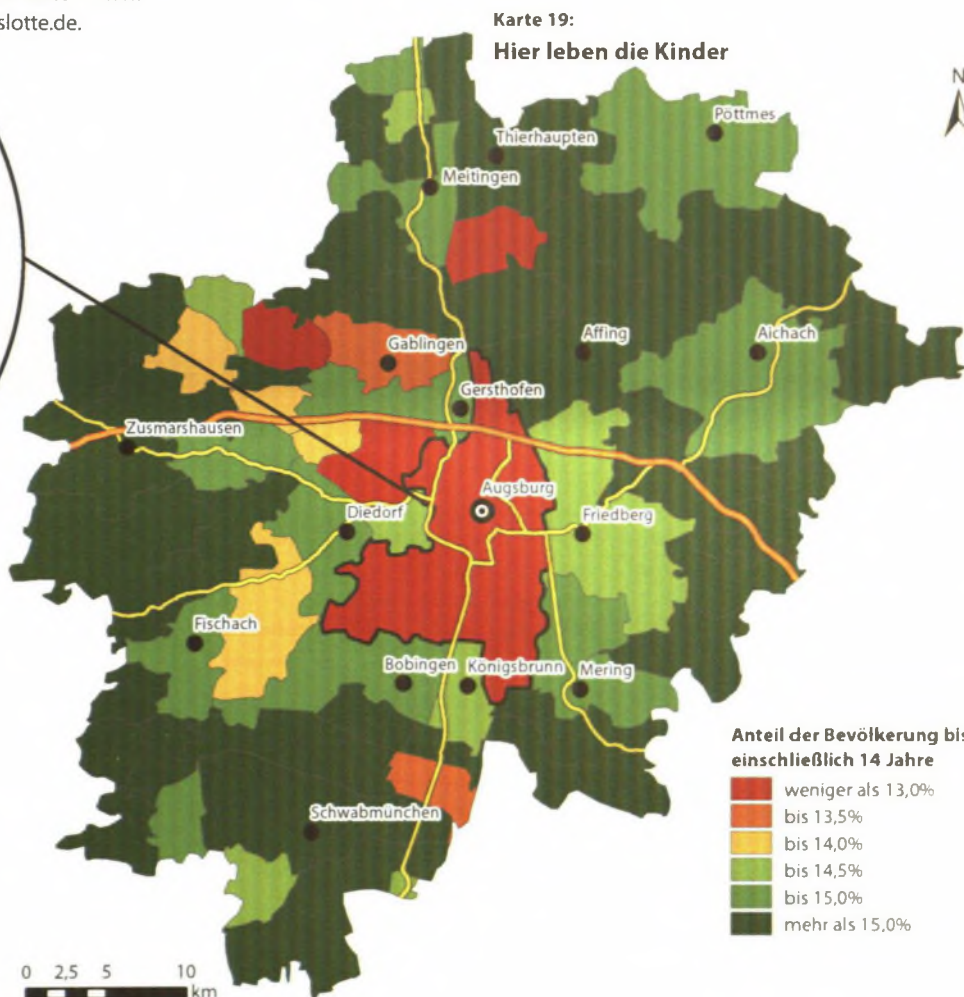 slotte.de.
Karte 19:
Hier leben die Kinder
N
Pöttmes
Thierhaupten
Meitingen
Affing
Aichach
Gablingen
Gersthofen
Zusmarshausen
Augsburg
Diedorf
Friedberg
Fischach
Bobingen
Königsbrunn
Mering
Schwabmünchen
Anteil der Bevölkerung bis
einschließlich 14 Jahre
weniger als 13,0%
bis 13,5%
bis 14,0%
bis 14,5%
bis 15,0%
mehr als 15,0%
0 2,5 5 10
km